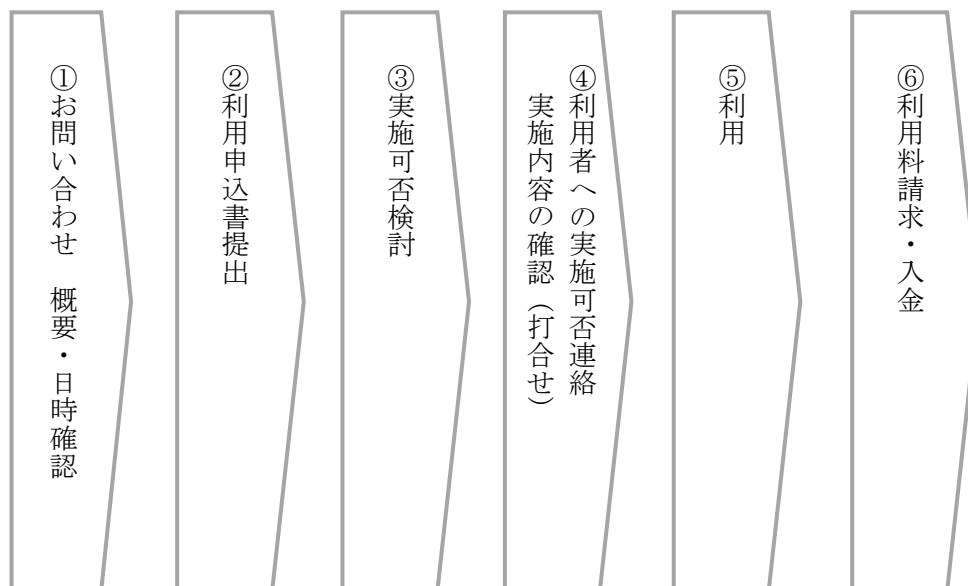 ①お問い合わせ　概要・日時確認
②利用申込書提出
③実施可否検討
④利用者への実施可否連絡
実施内容の確認（打合せ）
⑤利用
⑥利用料請求・入金